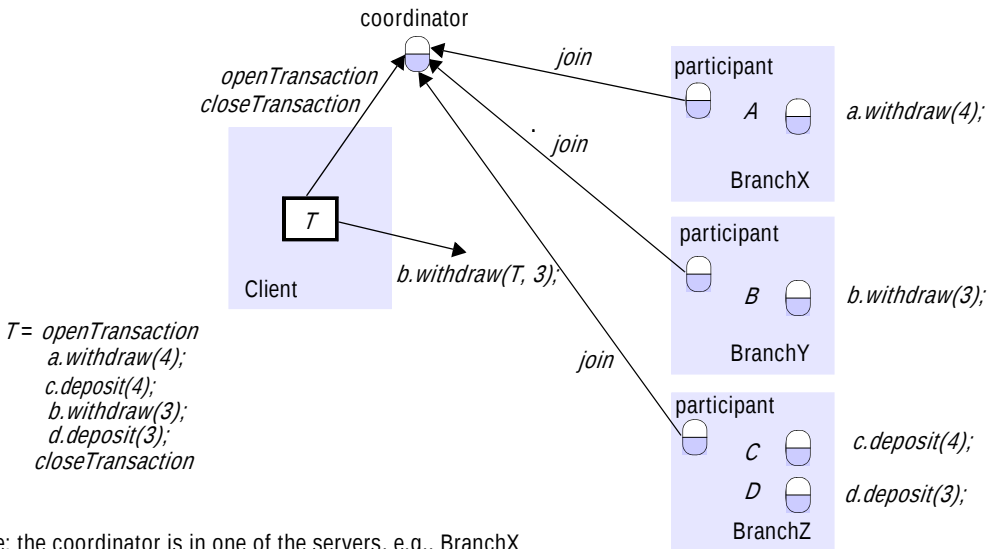 coordinator
join
openTransaction
closeTransaction
participant
A
a.withdraw(4);
join
BranchX
T
participant
b.withdraw(T, 3);
Client
B
b.withdraw(3);
BranchY
T = openTransaction
a.withdraw(4);
c.deposit(4);
b.withdraw(3);
d.deposit(3);
closeTransaction
join
participant
C
c.deposit(4);
D
d.deposit(3);
BranchZ
the coordinator is in one of the servers, e.g., BranchX